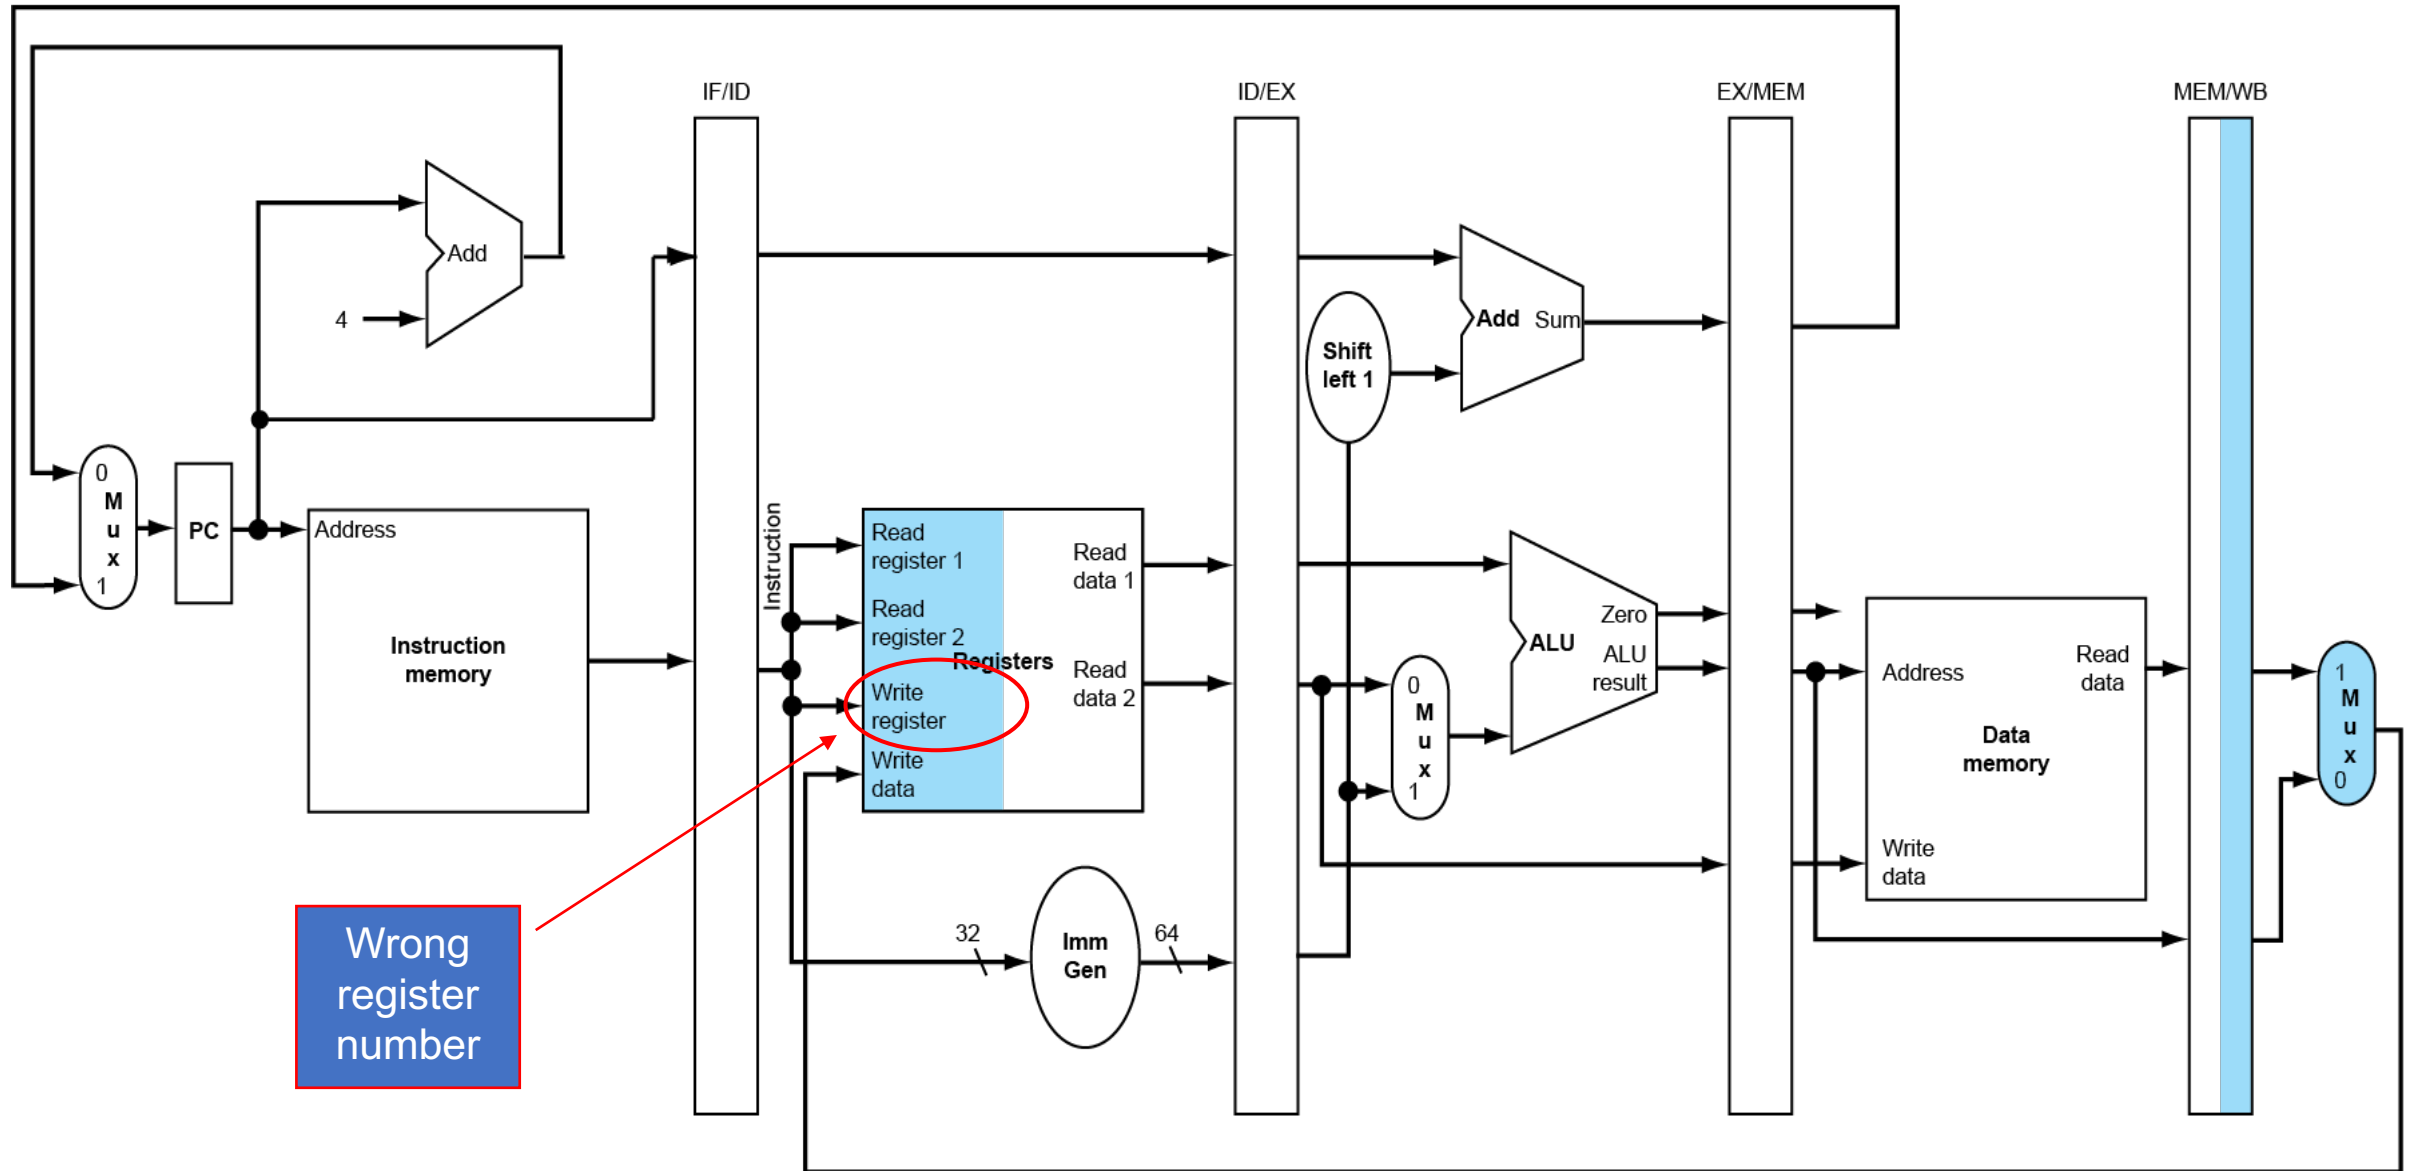 IF/ID
ID/EX
EX/MEM
MEM/WB
Add
4
Add Sum
Shift
left 1
0
M
u
x
1
PC
Address
Instruction
memory
Instruction
Read
register 1
Read
register 2
Registers
Write
register
Write
data
Read
data 1
Read
data 2
0
M
u
x
1
Zero
ALU
ALU
result
Address
Read
data
Data
memory
Write
data
1
M
u
x
0
32
Imm
Gen
64
Wrong
register
number